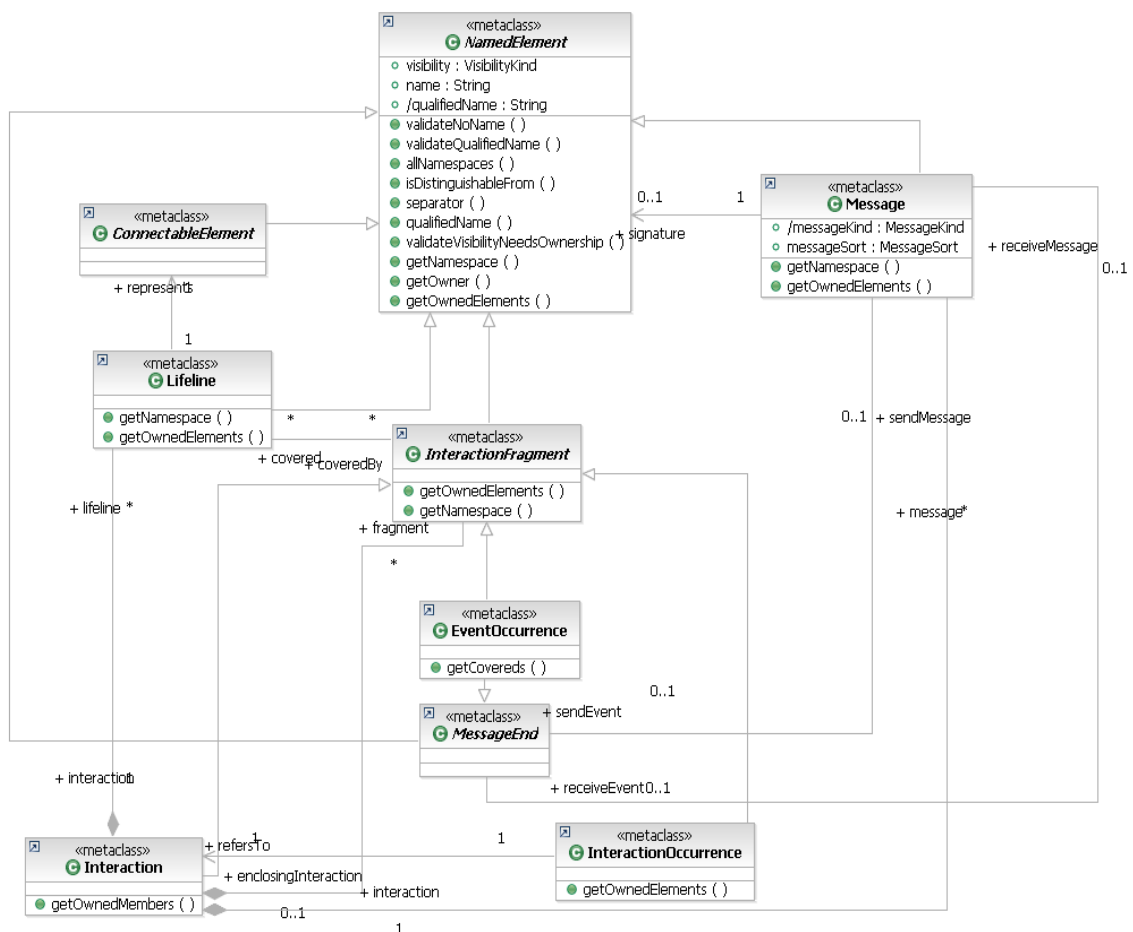 «metaclass»
NamedElement
visibility : VisibilityKind
name : String
/qualifiedName : String
validateNoName ( )
validateQualifiedName ( )
allNamespaces ( )
isDistinguishableFrom ( )
separator ( )
qualifiedName ( )
validateVisibilityNeedsOwnership ( )
getNamespace ( )
getOwner ( )
getOwnedElements ( )
0..1
1
+ signature
«metaclass»
Message
/messageKind : MessageKind
messageSort : MessageSort
getNamespace ( )
getOwnedElements ( )
+ receiveMessage
0..1
«metaclass»
ConnectableElement
+ represents
1
1
«metaclass»
Lifeline
getNamespace ( )
getOwnedElements ( )
*
*
+ covered
+ coveredBy
«metaclass»
InteractionFragment
getOwnedElements ( )
getNamespace ( )
0..1
+ sendMessage
+ lifeline
*
+ fragment
*
+ message
*
«metaclass»
EventOccurrence
getCovereds ( )
0..1
+ sendEvent
«metaclass»
MessageEnd
+ interaction
1
+ receiveEvent
0..1
«metaclass»
Interaction
getOwnedMembers ( )
+ refersTo
1
1
«metaclass»
InteractionOccurrence
getOwnedElements ( )
+ enclosingInteraction
+ interaction
0..1
1